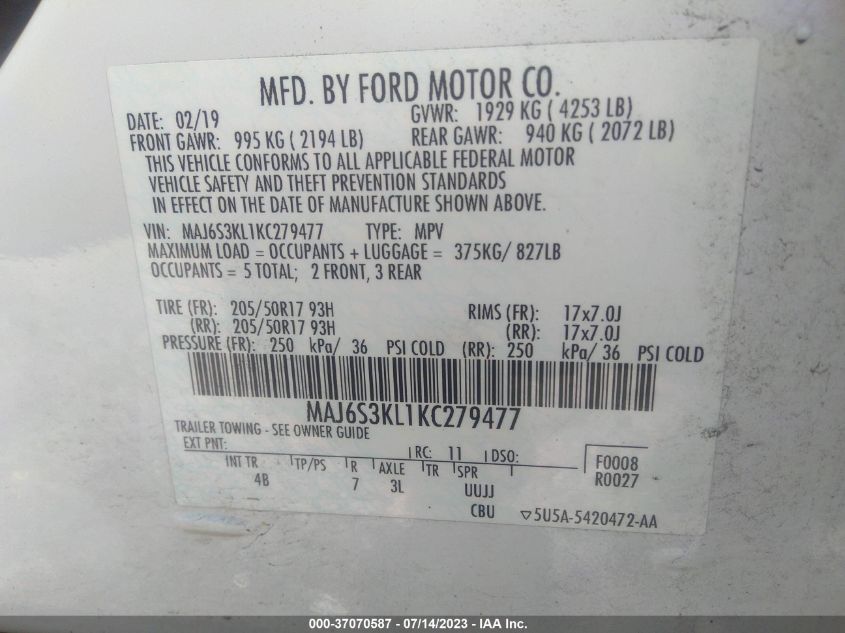 MFD. BY FORD MOTOR CO.
DATE: 02/19 GVWR: 1929 KG ( 4253 LB)
FRONT GAWR: 995 KG ( 2194 LB) REAR GAWR: 940 KG ( 2072 LB)
THIS VEHICLE CONFORMS TO ALL APPLICABLE FEDERAL MOTOR
VEHICLE SAFETY AND THEFT PREVENTION STANDARDS
IN EFFECT ON THE DATE OF MANUFACTURE SHOWN ABOVE.
VIN: MAJ6S3KL1KC279477 TYPE: MPV
MAXIMUM LOAD = OCCUPANTS + LUGGAGE = 375KG/ 827LB
OCCUPANTS = 5 TOTAL; 2 FRONT, 3 REAR
TIRE (FR): 205/50R17 93H RIMS (FR): 17x7.0J
(RR): 205/50R17 93H (RR): 17x7.0J
PRESSURE (FR): 250 kPa/ 36 PSI COLD (RR): 250 kPa/ 36 PSI COLD
MAJ6S3KL1KC279477
TRAILER TOWING - SEE OWNER GUIDE
EXT PNT: RC: 11 DSO: F0008
INT TR TP/PS R AXLE TR SPR R0027
4B 7 3L UUJJ
CBU ▽5U5A-5420472-AA
000-37070587 - 07/14/2023 - IAA Inc.